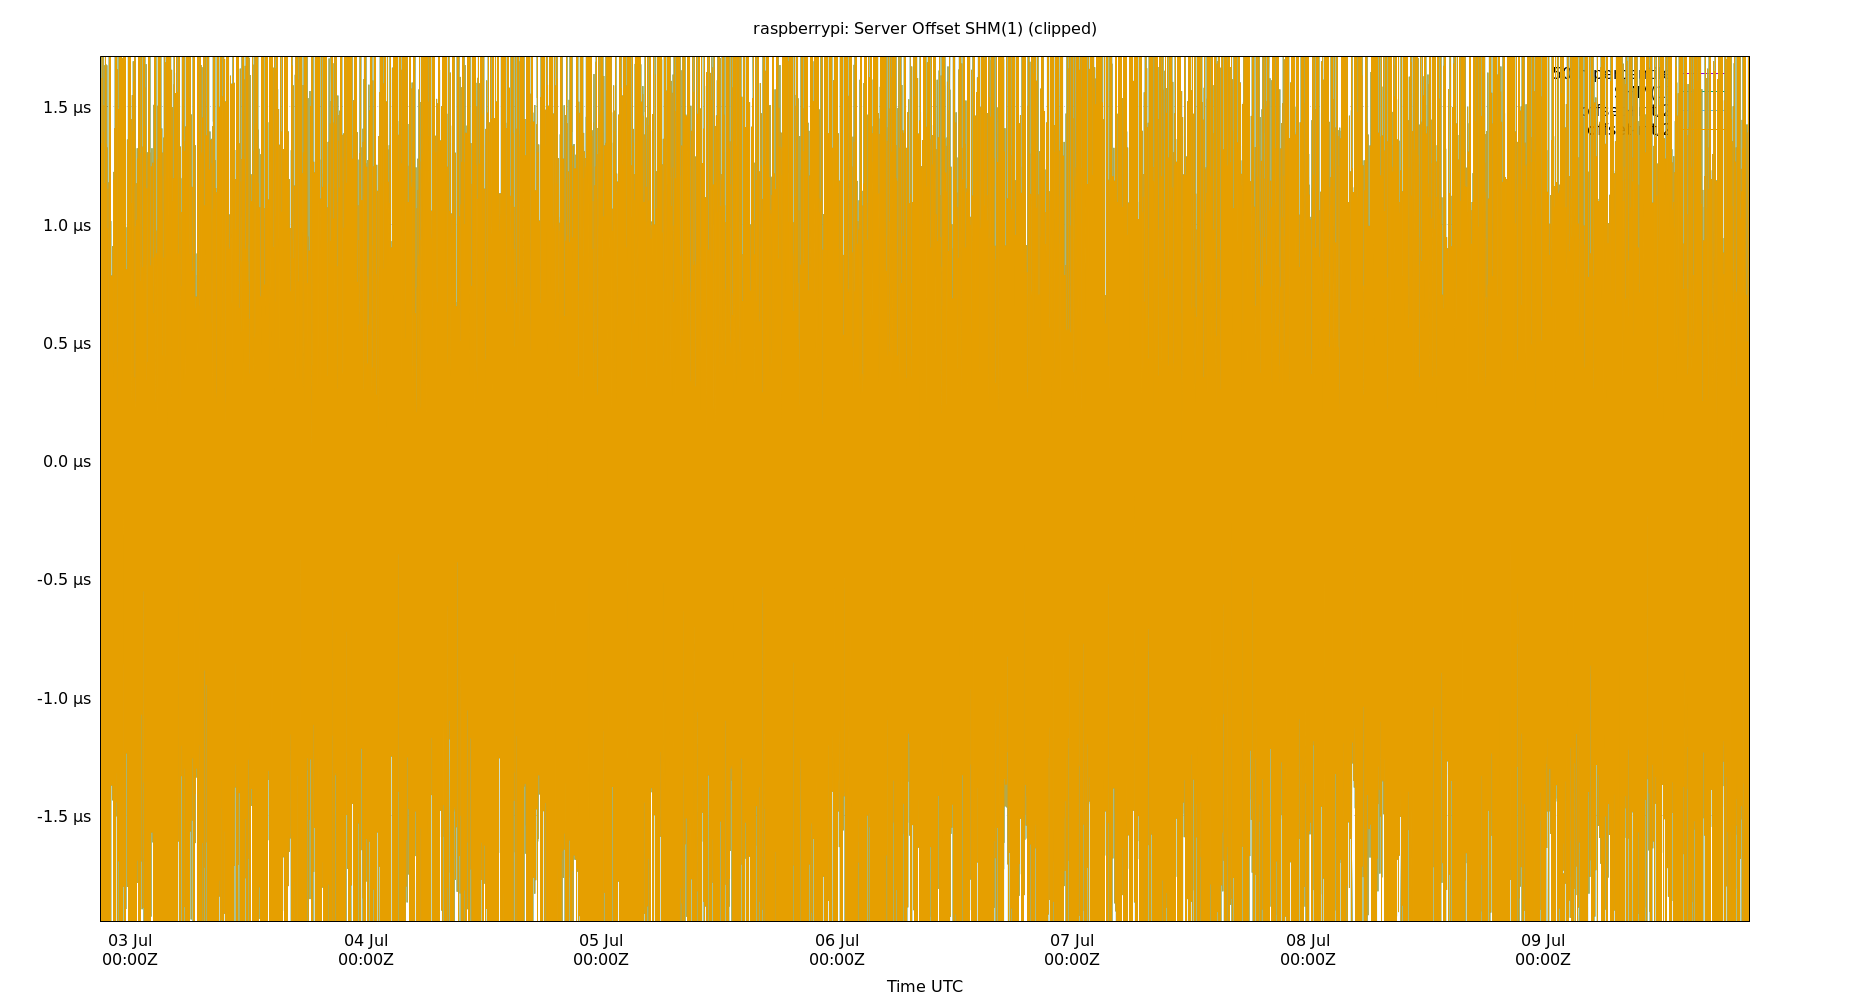 raspberrypi: Server Offset SHM(1) (clipped)
1.5 µs
1.0 µs
0.5 µs
0.0 µs
-0.5 µs
-1.0 µs
-1.5 µs
03 Jul 04 Jul 05 Jul 06 Jul 07 Jul 08 Jul 09 Jul
00:00Z 00:00Z 00:00Z 00:00Z 00:00Z 00:00Z 00:00Z
Time UTC